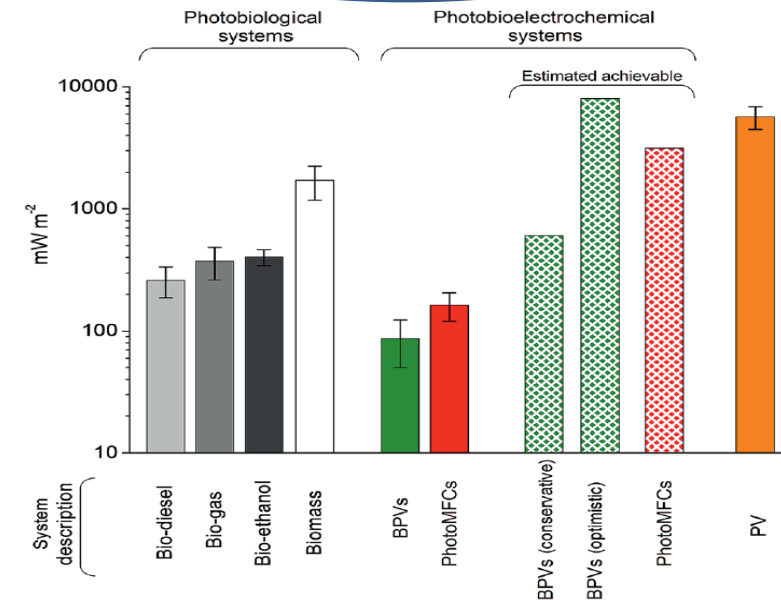 Photobiological
systems
Photobioelectrochemical
systems
Estimated achievable
10000
1000
100
10
mW m-2
System
description
Bio-diesel
Bio-gas
Bio-ethanol
Biomass
BPVs
PhotoMFCs
BPVs (conservative)
BPVs (optimistic)
PhotoMFCs
PV